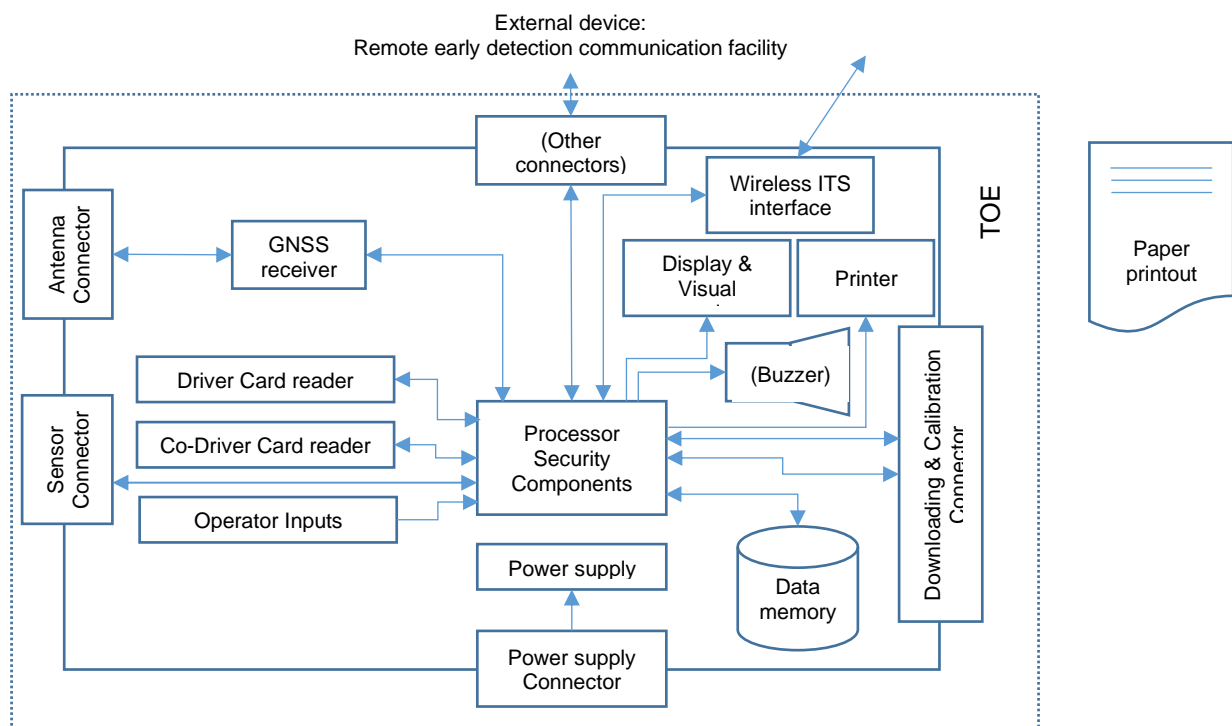 External device:
Remote early detection communication facility
(Other
connectors)
Wireless ITS
interface
TOE
Antenna
Connector
GNSS
receiver
Display &
Visual
Printer
Paper
printout
(Buzzer)
Driver Card reader
Co-Driver Card reader
Sensor
Connector
Operator Inputs
Processor
Security
Components
Downloading & Calibration
Connector
Power supply
Data
memory
Power supply
Connector